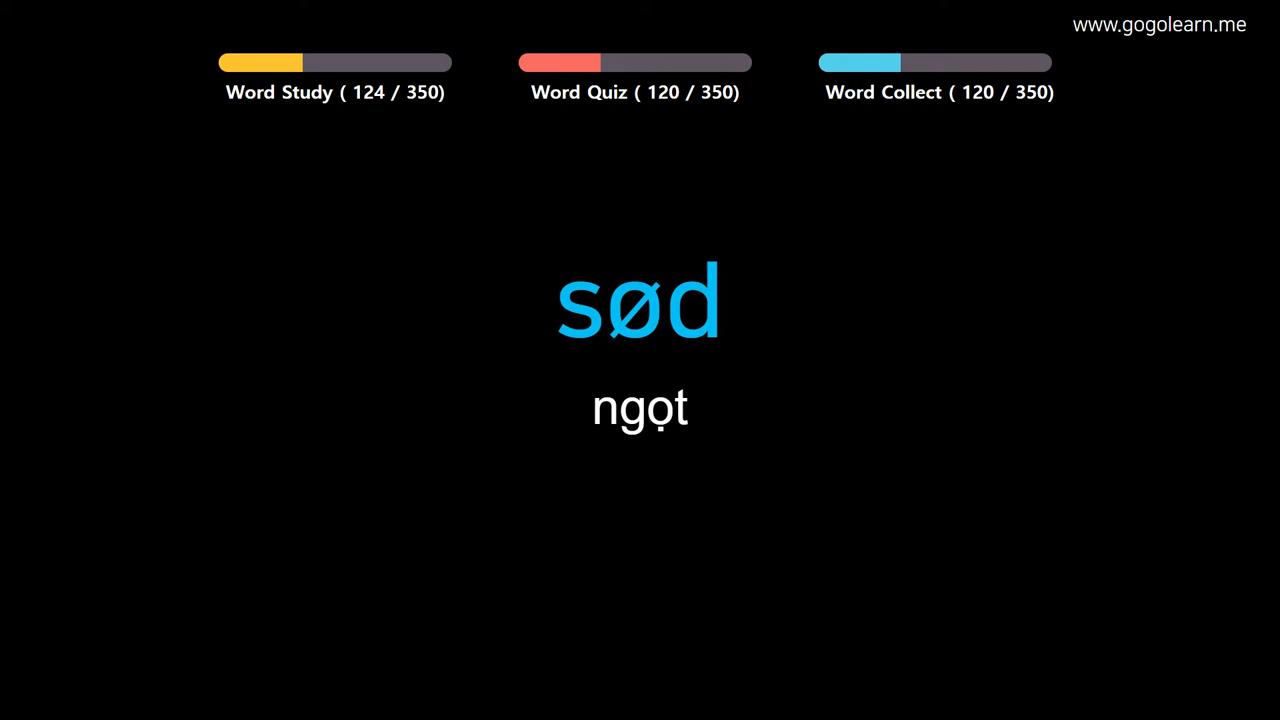 www.gogolearn.me
Word Study ( 124 / 350)
Word Quiz ( 120 / 350)
Word Collect ( 120 / 350)
sød
ngọt